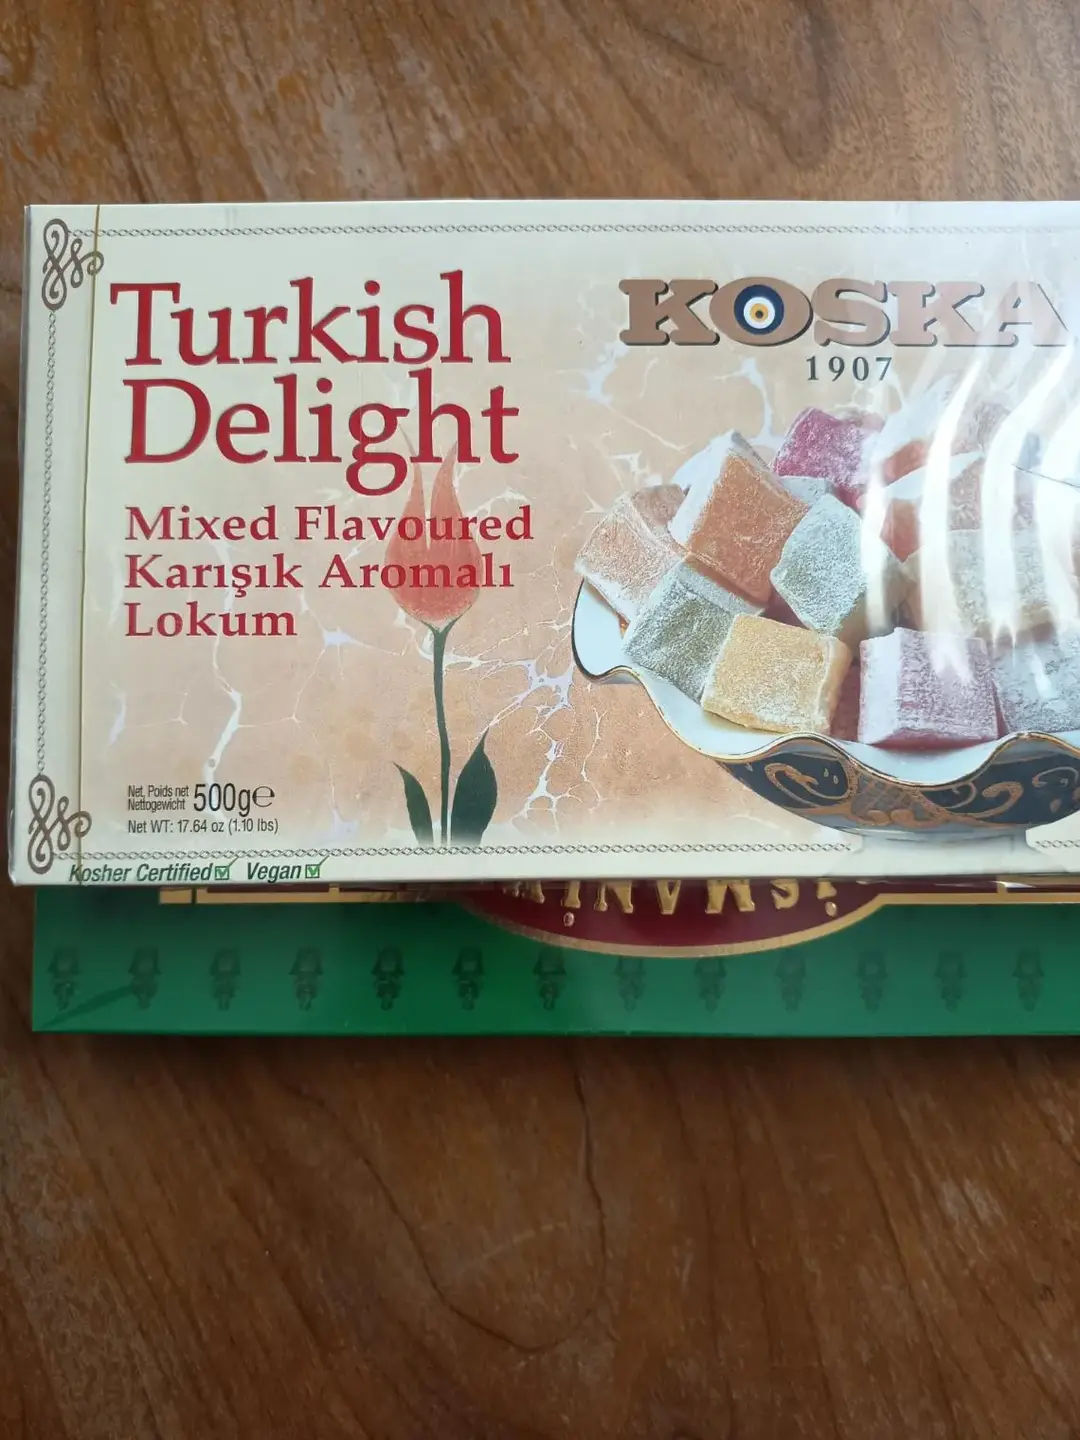 Turkish
Delight
Mixed Flavoured
Karışık Aromalı
Lokum
KOSKA
1907
Net, Poids net
Nettogewicht 500g℮
Net WT: 17.64 oz (1.10 lbs)
Kosher Certified Vegan